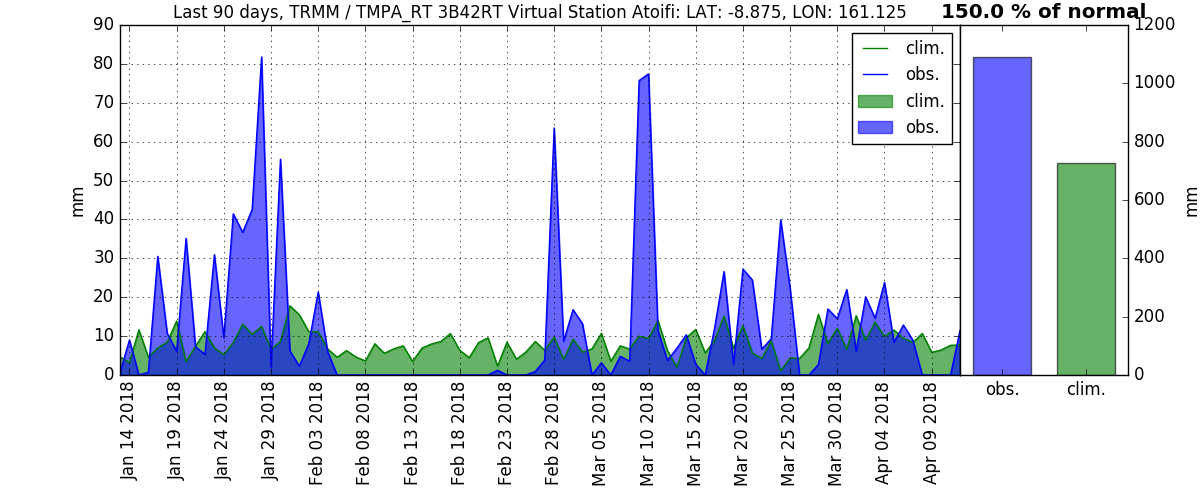 Last 90 days, TRMM / TMPA_RT 3B42RT Virtual Station Atoifi: LAT: -8.875, LON: 161.125
150.0 % of normal
90
80
70
60
50
40
30
20
10
0
mm
clim.
obs.
clim.
obs.
Jan 14 2018
Jan 19 2018
Jan 24 2018
Jan 29 2018
Feb 03 2018
Feb 08 2018
Feb 13 2018
Feb 18 2018
Feb 23 2018
Feb 28 2018
Mar 05 2018
Mar 10 2018
Mar 15 2018
Mar 20 2018
Mar 25 2018
Mar 30 2018
Apr 04 2018
Apr 09 2018
1200
1000
800
600
400
200
0
mm
obs.
clim.